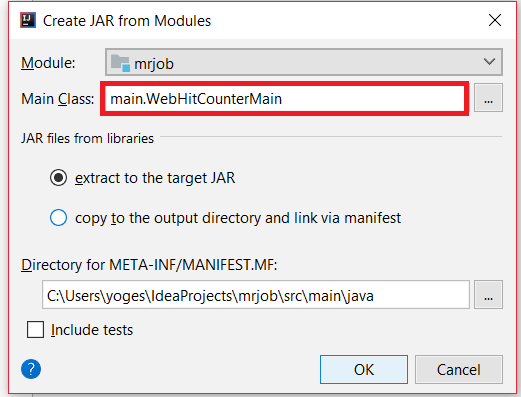 Create JAR from Modules
Module: mrjob
Main Class: main.WebHitCounterMain ...
JAR files from libraries
extract to the target JAR
copy to the output directory and link via manifest
Directory for META-INF/MANIFEST.MF:
C:\Users\yoges\IdeaProjects\mrjob\src\main\java ...
Include tests
? OK Cancel